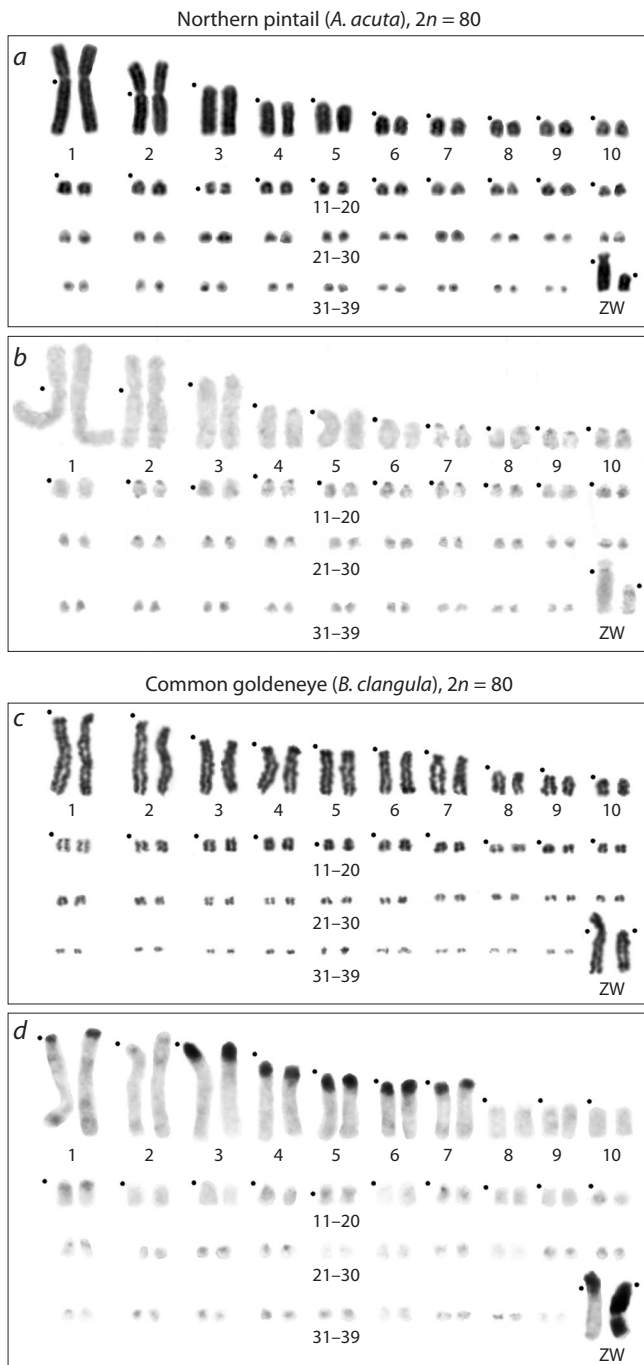 Northern pintail (A. acuta), 2n = 80
a
1 2 3 4 5 6 7 8 9 10
11–20
21–30
31–39 ZW
b
1 2 3 4 5 6 7 8 9 10
11–20
21–30
31–39 ZW
Common goldeneye (B. clangula), 2n = 80
c
1 2 3 4 5 6 7 8 9 10
11–20
21–30
31–39 ZW
d
1 2 3 4 5 6 7 8 9 10
11–20
21–30
31–39 ZW